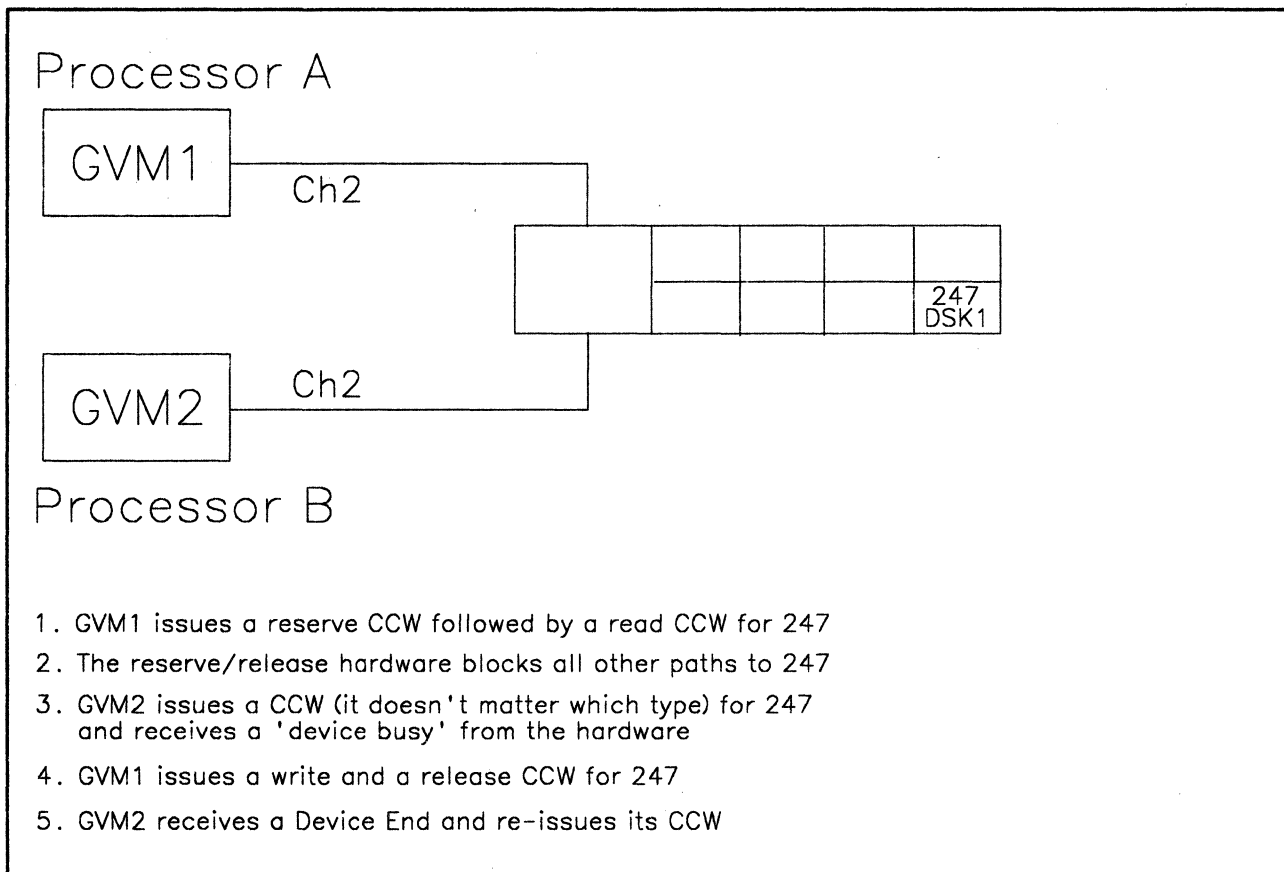 Processor A
GVM1
Ch2
247
DSK1
Ch2
GVM2
Processor B
1. GVM1 issues a reserve CCW followed by a read CCW for 247
2. The reserve/release hardware blocks all other paths to 247
3. GVM2 issues a CCW (it doesn't matter which type) for 247
and receives a 'device busy' from the hardware
4. GVM1 issues a write and a release CCW for 247
5. GVM2 receives a Device End and re-issues its CCW